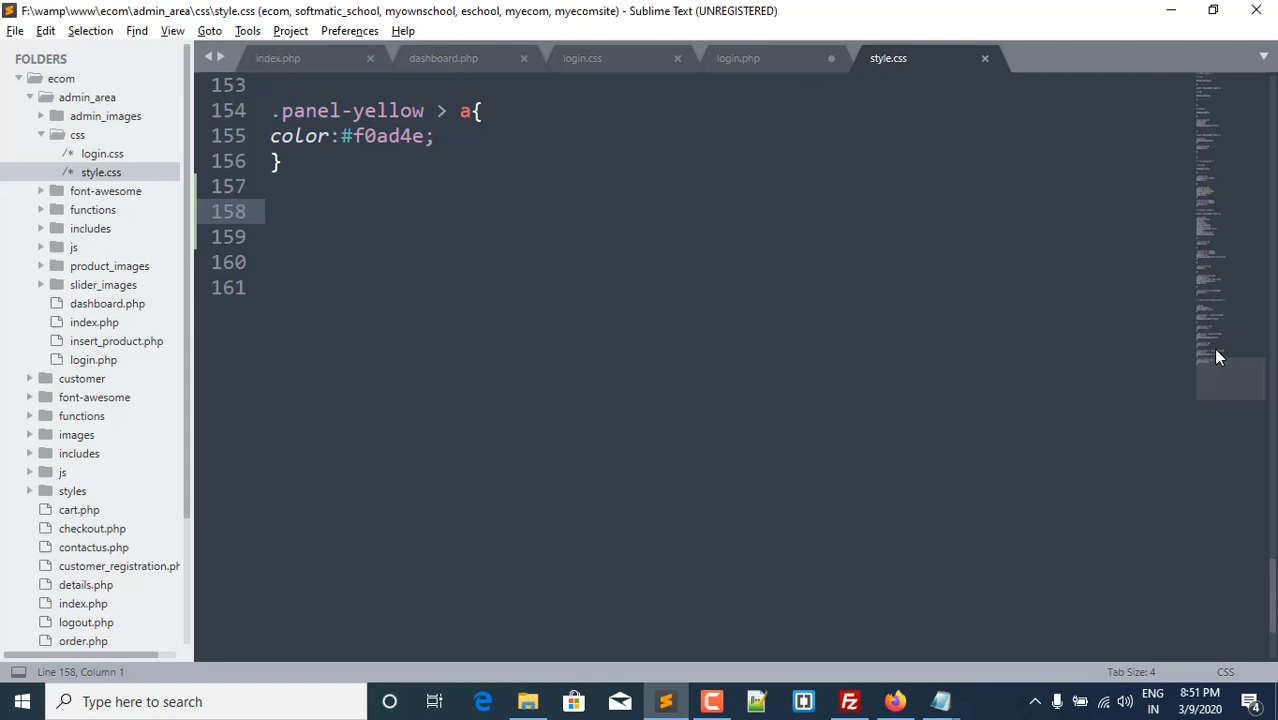 F:\wamp\www\ecom\admin_area\css\style.css (ecom, softmatic_school, myownschool, eschool, myecom, myecomsite) - Sublime Text (UNREGISTERED)
File Edit Selection Find View Goto Tools Project Preferences Help
FOLDERS
ecom
admin_area
admin_images
css
/* login.css
/* style.css
font-awesome
functions
includes
js
product_images
slider_images
dashboard.php
index.php
insert_product.php
login.php
customer
font-awesome
functions
images
includes
js
styles
cart.php
checkout.php
contactus.php
customer_registration.ph
details.php
index.php
logout.php
order.php
index.php dashboard.php login.css login.php style.css
153
154 .panel-yellow > a{
155 color:#f0ad4e;
156 }
157
158
159
160
161
Line 158, Column 1 Tab Size: 4 CSS
Type here to search
ENG
IN
8:51 PM
3/9/2020
4